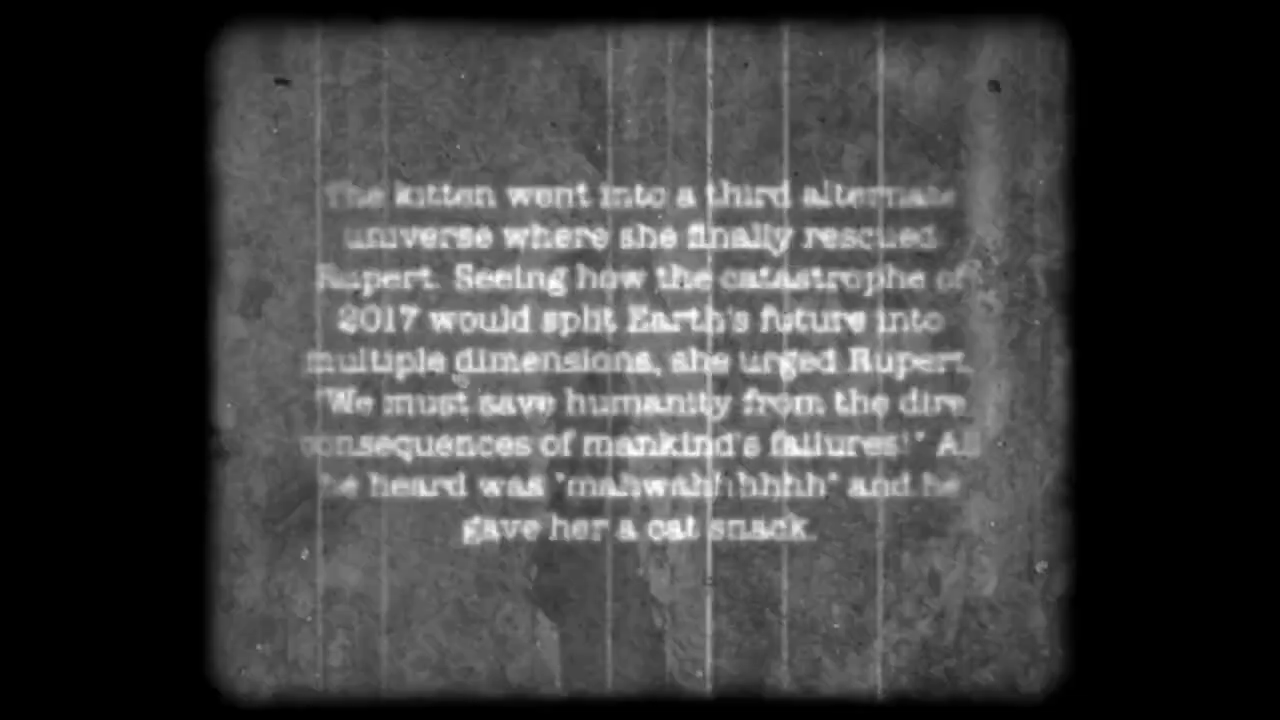 The kitten went into a third alternate
universe where she finally rescued
Rupert. Seeing how the catastrophe of
2017 would split Earth's future into
multiple dimensions, she urged Rupert,
"We must save humanity from the dire
consequences of mankind's failures!" All
he heard was "mahwahhhhhh" and he
gave her a cat snack.